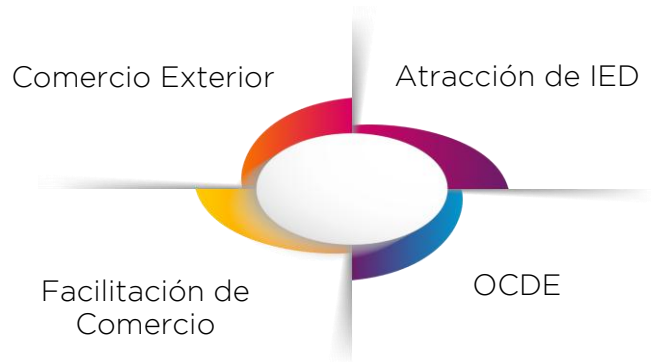 Comercio Exterior
Atracción de IED
Facilitación de
Comercio
OCDE